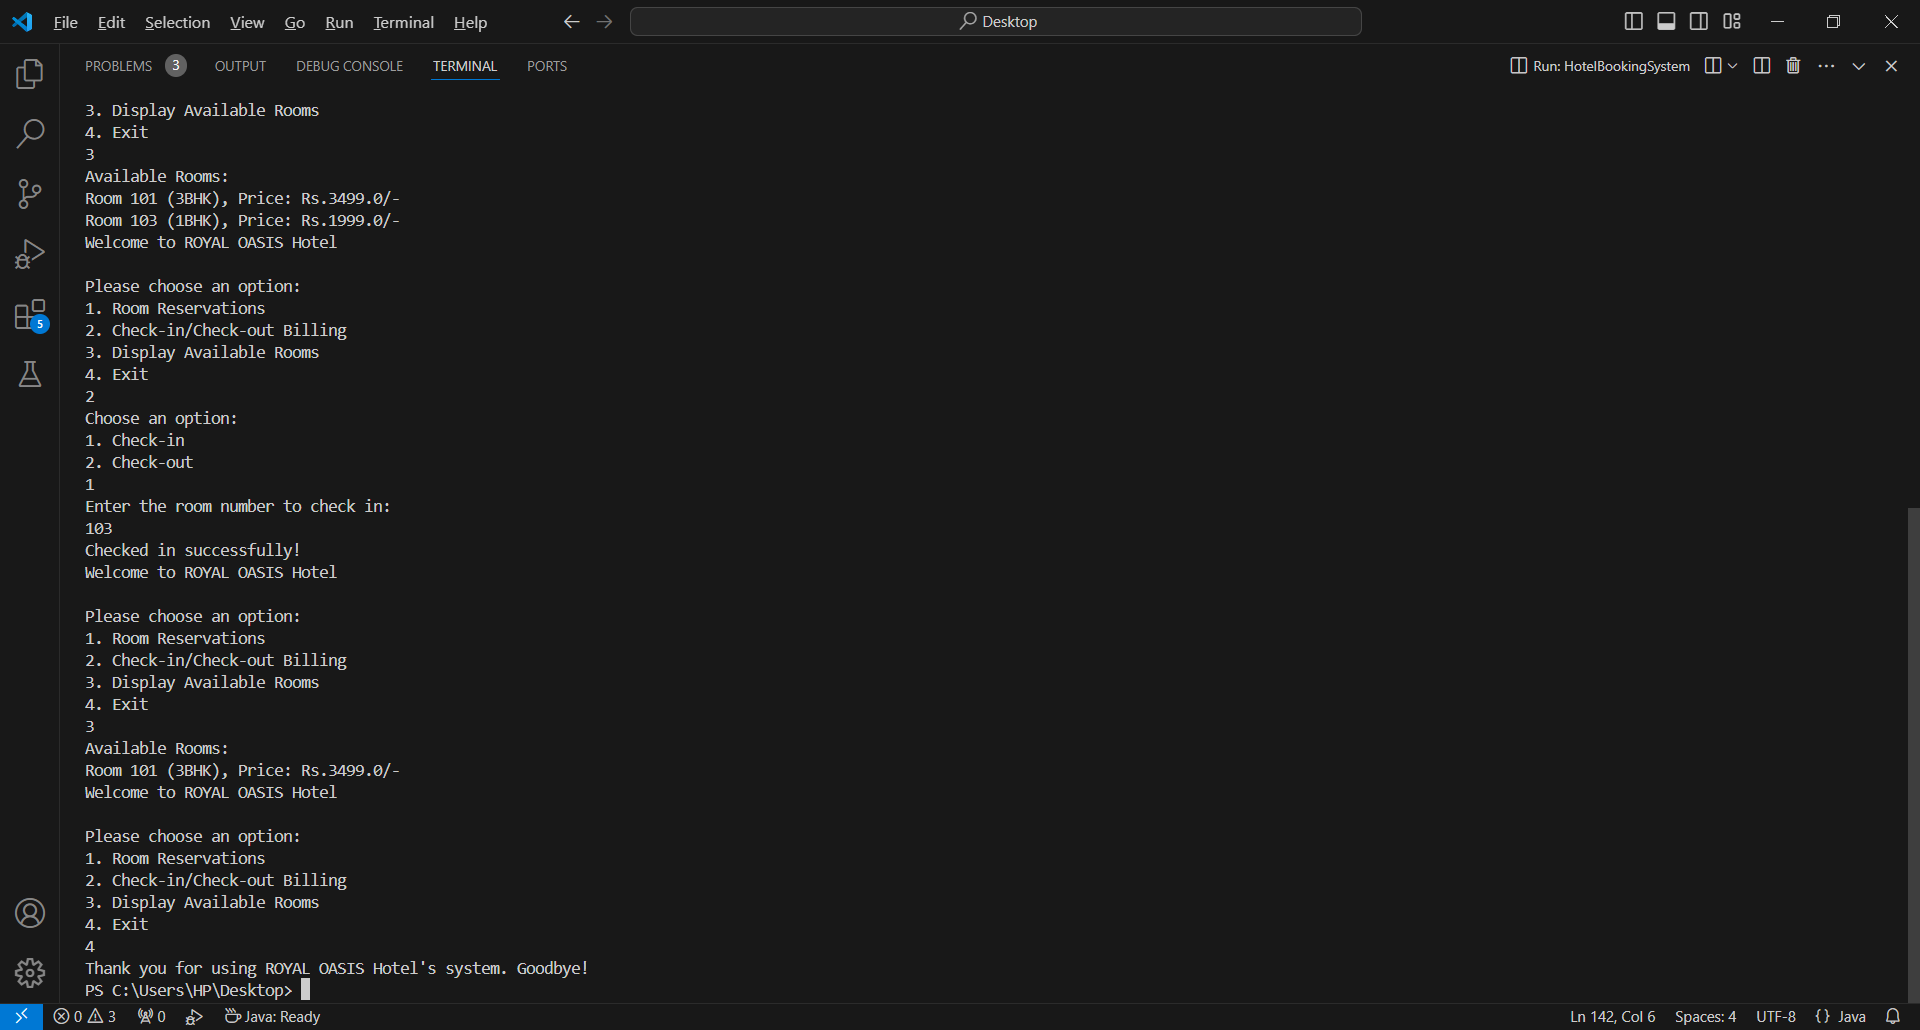 File Edit Selection View Go Run Terminal Help Desktop
PROBLEMS 3 OUTPUT DEBUG CONSOLE TERMINAL PORTS Run: HotelBookingSystem
3. Display Available Rooms
4. Exit
3
Available Rooms:
Room 101 (3BHK), Price: Rs.3499.0/-
Room 103 (1BHK), Price: Rs.1999.0/-
Welcome to ROYAL OASIS Hotel
Please choose an option:
1. Room Reservations
2. Check-in/Check-out Billing
3. Display Available Rooms
4. Exit
2
Choose an option:
1. Check-in
2. Check-out
1
Enter the room number to check in:
103
Checked in successfully!
Welcome to ROYAL OASIS Hotel
Please choose an option:
1. Room Reservations
2. Check-in/Check-out Billing
3. Display Available Rooms
4. Exit
3
Available Rooms:
Room 101 (3BHK), Price: Rs.3499.0/-
Welcome to ROYAL OASIS Hotel
Please choose an option:
1. Room Reservations
2. Check-in/Check-out Billing
3. Display Available Rooms
4. Exit
4
Thank you for using ROYAL OASIS Hotel's system. Goodbye!
PS C:\Users\HP\Desktop>
5
0 3 0 Java: Ready Ln 142, Col 6 Spaces: 4 UTF-8 {} Java